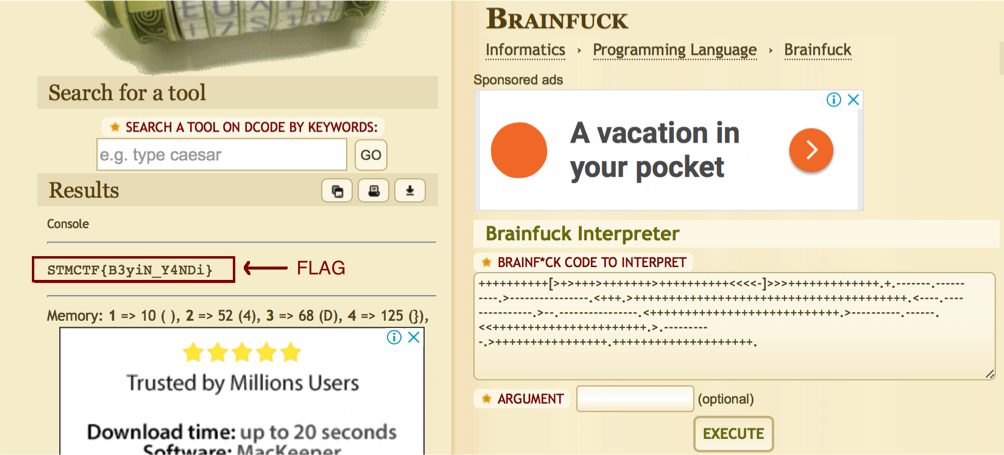 Search for a tool
★ SEARCH A TOOL ON DCODE BY KEYWORDS:
e.g. type caesar
GO
Results
Console
STMCTF{B3yiN_Y4NDi}
FLAG
Memory: 1 => 10 ( ), 2 => 52 (4), 3 => 68 (D), 4 => 125 (}),
Trusted by Millions Users
Download time: up to 20 seconds
Software: MacKeeper
BRAINFUCK
Informatics › Programming Language › Brainfuck
Sponsored ads
A vacation in
your pocket
Brainfuck Interpreter
★ BRAINF*CK CODE TO INTERPRET
★ ARGUMENT
(optional)
EXECUTE